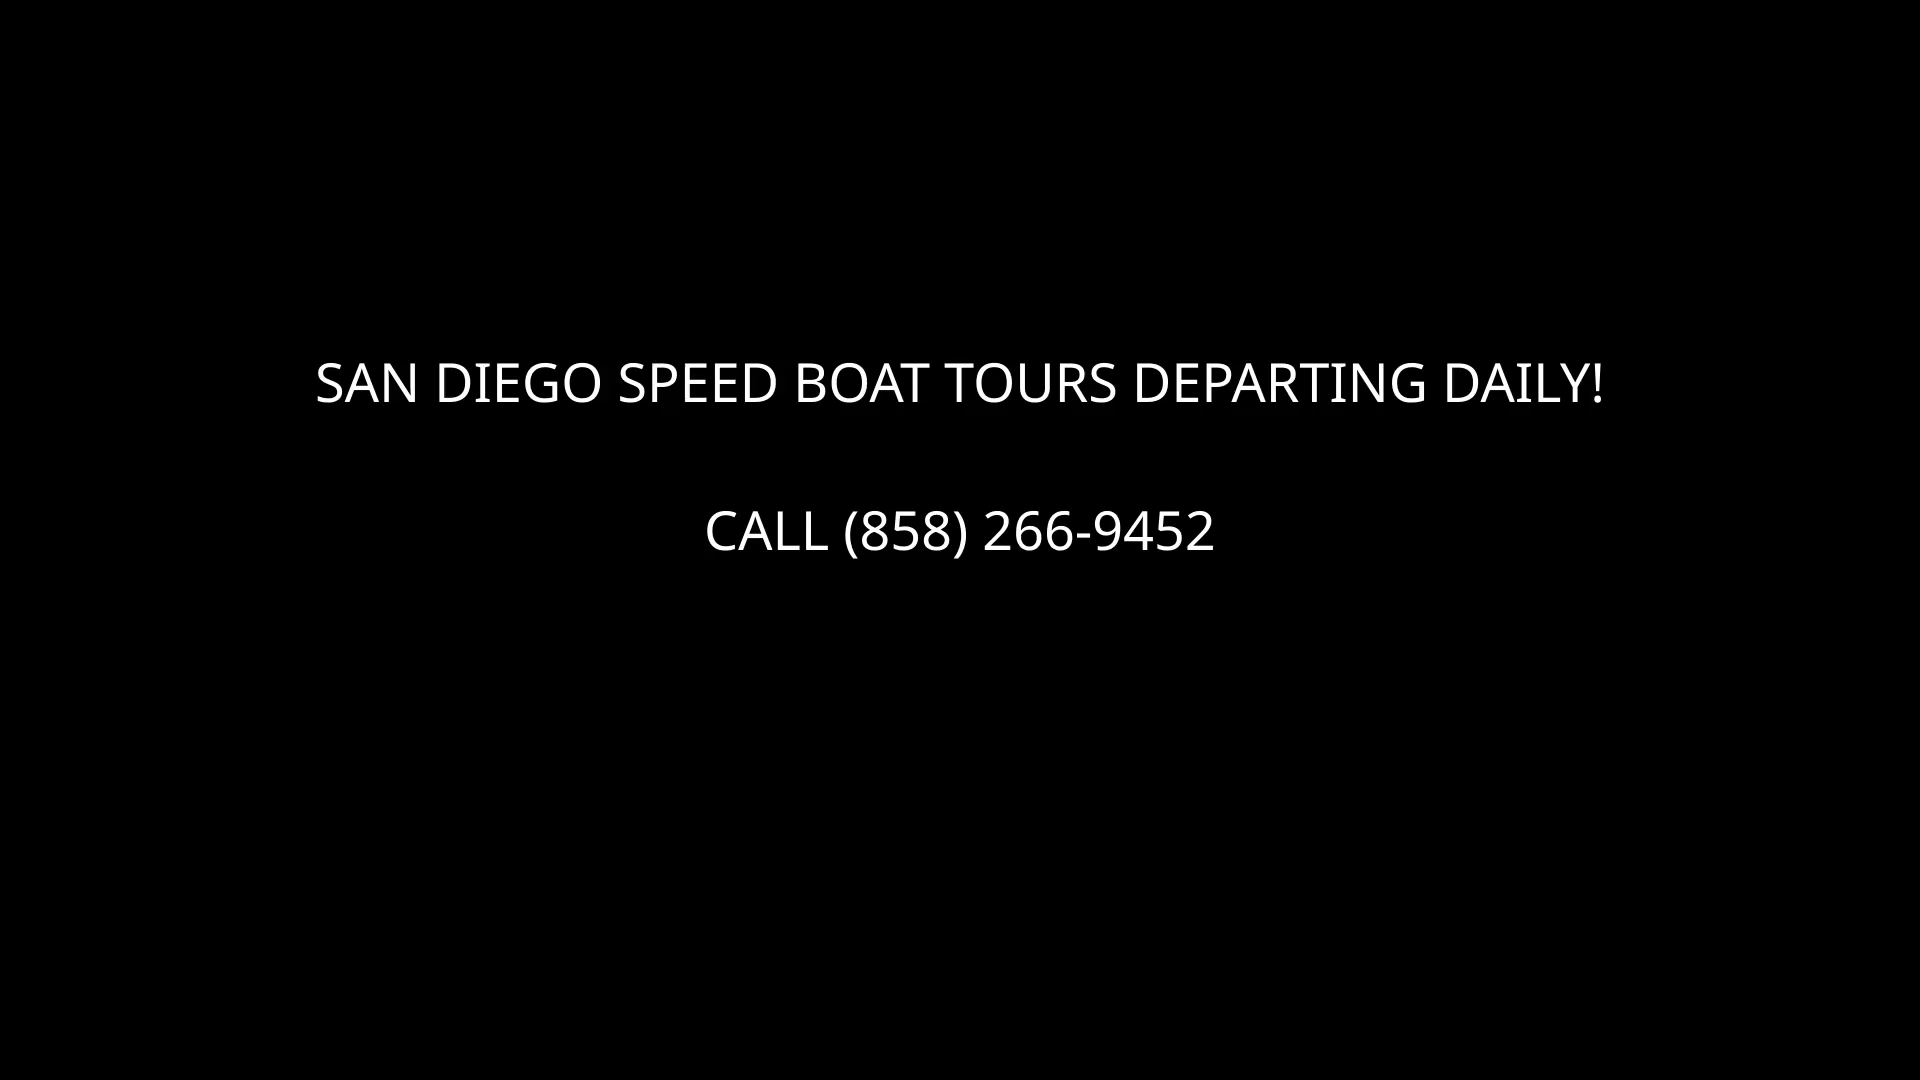 SAN DIEGO SPEED BOAT TOURS DEPARTING DAILY!
CALL (858) 266-9452